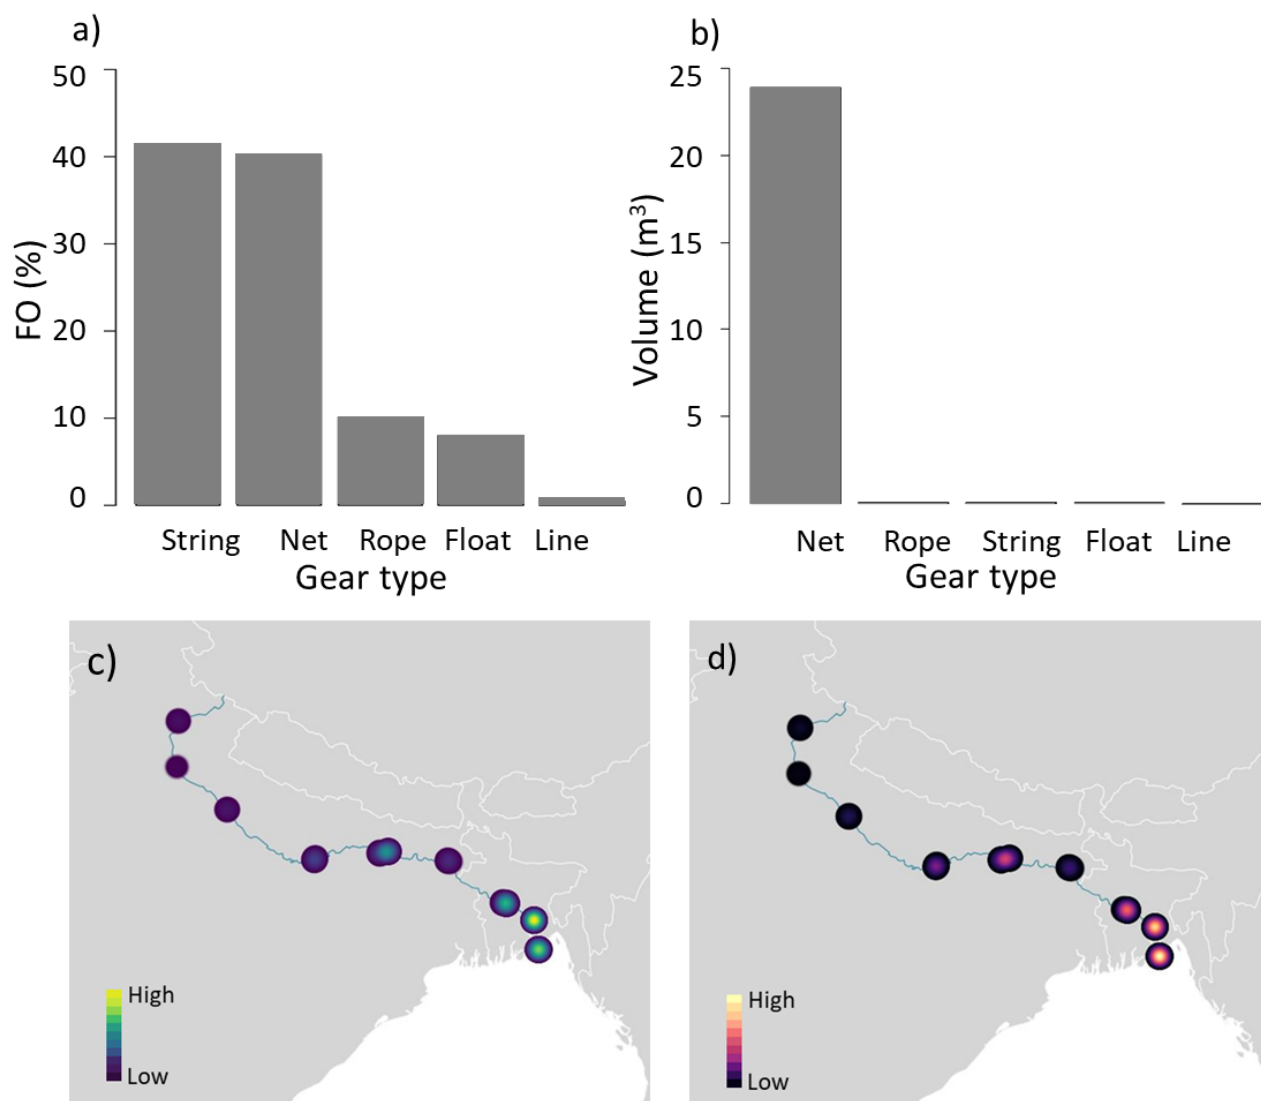 a)
50
40
30
20
10
0
FO (%)
String Net Rope Float Line
Gear type
b)
25
20
15
10
5
0
Volume (m³)
Net Rope String Float Line
Gear type
c)
High
Low
d)
High
Low